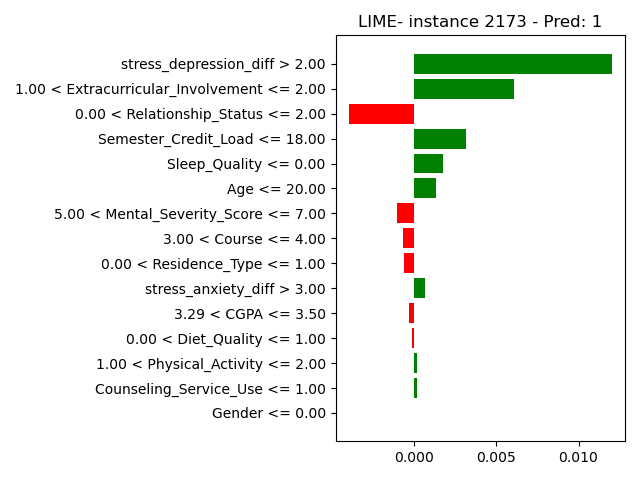 LIME- instance 2173 - Pred: 1
stress_depression_diff > 2.00
1.00 < Extracurricular_Involvement <= 2.00
0.00 < Relationship_Status <= 2.00
Semester_Credit_Load <= 18.00
Sleep_Quality <= 0.00
Age <= 20.00
5.00 < Mental_Severity_Score <= 7.00
3.00 < Course <= 4.00
0.00 < Residence_Type <= 1.00
stress_anxiety_diff > 3.00
3.29 < CGPA <= 3.50
0.00 < Diet_Quality <= 1.00
1.00 < Physical_Activity <= 2.00
Counseling_Service_Use <= 1.00
Gender <= 0.00
0.000 0.005 0.010